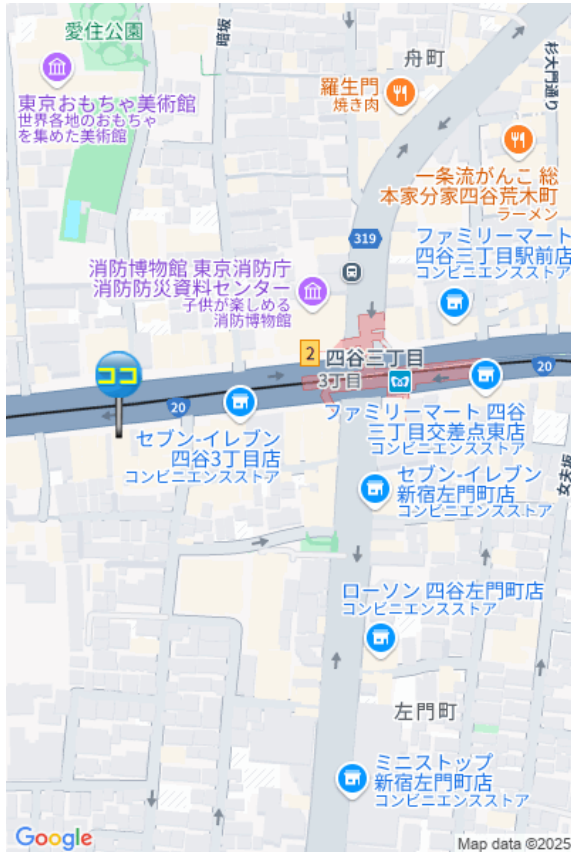 愛住公園
暗坂
舟町
杉大門通り
東京おもちゃ美術館
世界各地のおもちゃ
を集めた美術館
羅生門
焼き肉
一条流がんこ 総
本家分家四谷荒木町
ラーメン
319
ファミリーマート
四谷三丁目駅前店
コンビニエンスストア
消防博物館 東京消防庁
消防防災資料センター
子供が楽しめる
消防博物館
2
四谷三丁目
3丁目
ココ
20
20
セブン-イレブン
四谷3丁目店
コンビニエンスストア
ファミリーマート 四谷
三丁目交差点東店
コンビニエンスストア
セブン-イレブン
新宿左門町店
コンビニエンスストア
女夫坂
ローソン 四谷左門町店
コンビニエンスストア
左門町
ミニストップ
新宿左門町店
コンビニエンスストア
Google
Map data ©2025